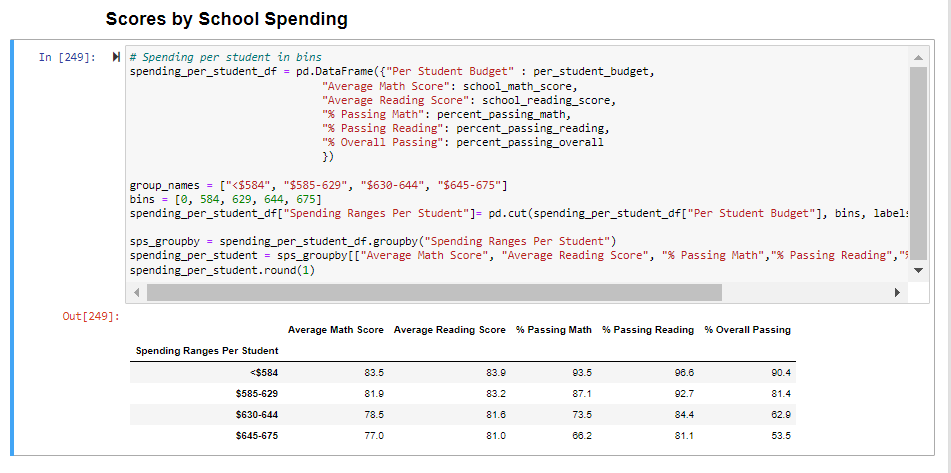 Scores by School Spending
In [249]:
# Spending per student in bins
spending_per_student_df = pd.DataFrame({"Per Student Budget" : per_student_budget,
"Average Math Score": school_math_score,
"Average Reading Score": school_reading_score,
"% Passing Math": percent_passing_math,
"% Passing Reading": percent_passing_reading,
"% Overall Passing": percent_passing_overall
})
group_names = ["<$584", "$585-629", "$630-644", "$645-675"]
bins = [0, 584, 629, 644, 675]
spending_per_student_df["Spending Ranges Per Student"]= pd.cut(spending_per_student_df["Per Student Budget"], bins, labels
sps_groupby = spending_per_student_df.groupby("Spending Ranges Per Student")
spending_per_student = sps_groupby[["Average Math Score", "Average Reading Score", "% Passing Math","% Passing Reading","%
spending_per_student.round(1)
Out[249]:
Average Math Score Average Reading Score % Passing Math % Passing Reading % Overall Passing
Spending Ranges Per Student
<$584 83.5 83.9 93.5 96.6 90.4
$585-629 81.9 83.2 87.1 92.7 81.4
$630-644 78.5 81.6 73.5 84.4 62.9
$645-675 77.0 81.0 66.2 81.1 53.5